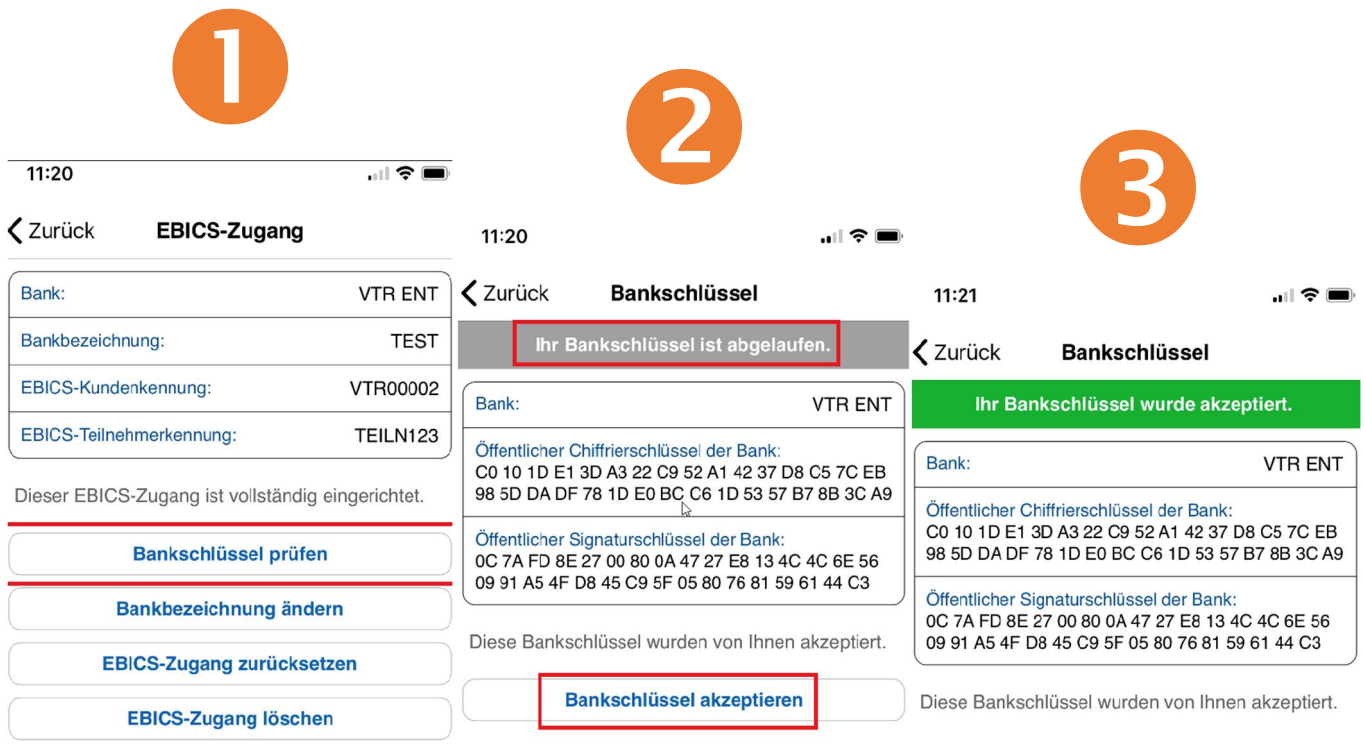 1
11:20
Zurück EBICS-Zugang
Bank: VTR ENT
Bankbezeichnung: TEST
EBICS-Kundenkennung: VTR00002
EBICS-Teilnehmerkennung: TEILN123
Dieser EBICS-Zugang ist vollständig eingerichtet.
Bankschlüssel prüfen
Bankbezeichnung ändern
EBICS-Zugang zurücksetzen
EBICS-Zugang löschen
2
11:20
Zurück Bankschlüssel
Ihr Bankschlüssel ist abgelaufen.
Bank: VTR ENT
Öffentlicher Chiffrierschlüssel der Bank:
C0 10 1D E1 3D A3 22 C9 52 A1 42 37 D8 C5 7C EB
98 5D DA DF 78 1D E0 BC C6 1D 53 57 B7 8B 3C A9
Öffentlicher Signaturschlüssel der Bank:
0C 7A FD 8E 27 00 80 0A 47 27 E8 13 4C 4C 6E 56
09 91 A5 4F D8 45 C9 5F 05 80 76 81 59 61 44 C3
Diese Bankschlüssel wurden von Ihnen akzeptiert.
Bankschlüssel akzeptieren
3
11:21
Zurück Bankschlüssel
Ihr Bankschlüssel wurde akzeptiert.
Bank: VTR ENT
Öffentlicher Chiffrierschlüssel der Bank:
C0 10 1D E1 3D A3 22 C9 52 A1 42 37 D8 C5 7C EB
98 5D DA DF 78 1D E0 BC C6 1D 53 57 B7 8B 3C A9
Öffentlicher Signaturschlüssel der Bank:
0C 7A FD 8E 27 00 80 0A 47 27 E8 13 4C 4C 6E 56
09 91 A5 4F D8 45 C9 5F 05 80 76 81 59 61 44 C3
Diese Bankschlüssel wurden von Ihnen akzeptiert.